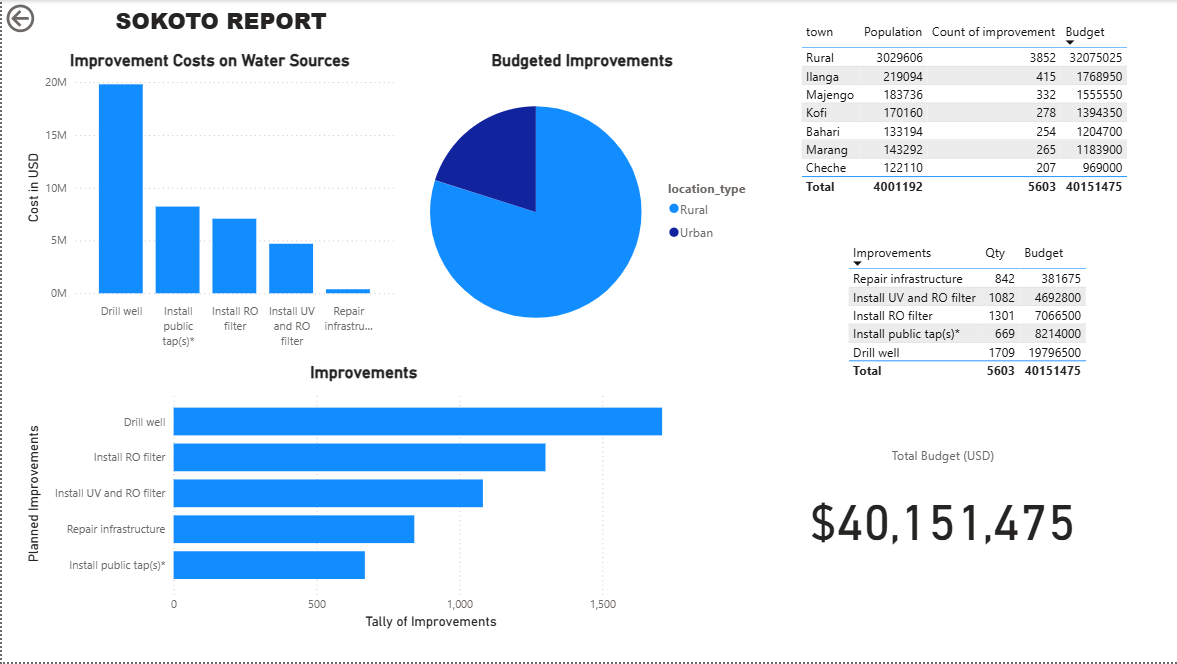 SOKOTO REPORT
Improvement Costs on Water Sources
Cost in USD
20M
15M
10M
5M
0M
Drill well
Install
public
tap(s)*
Install RO
filter
Install UV
and RO
filter
Repair
infrastru...
Budgeted Improvements
location_type
Rural
Urban
town Population Count of improvement Budget
Rural 3029606 3852 32075025
Ilanga 219094 415 1768950
Majengo 183736 332 1555550
Kofi 170160 278 1394350
Bahari 133194 254 1204700
Marang 143292 265 1183900
Cheche 122110 207 969000
Total 4001192 5603 40151475
Improvements Qty Budget
Repair infrastructure 842 381675
Install UV and RO filter 1082 4692800
Install RO filter 1301 7066500
Install public tap(s)* 669 8214000
Drill well 1709 19796500
Total 5603 40151475
Improvements
Planned Improvements
Drill well
Install RO filter
Install UV and RO filter
Repair infrastructure
Install public tap(s)*
0 500 1,000 1,500
Tally of Improvements
Total Budget (USD)
$40,151,475